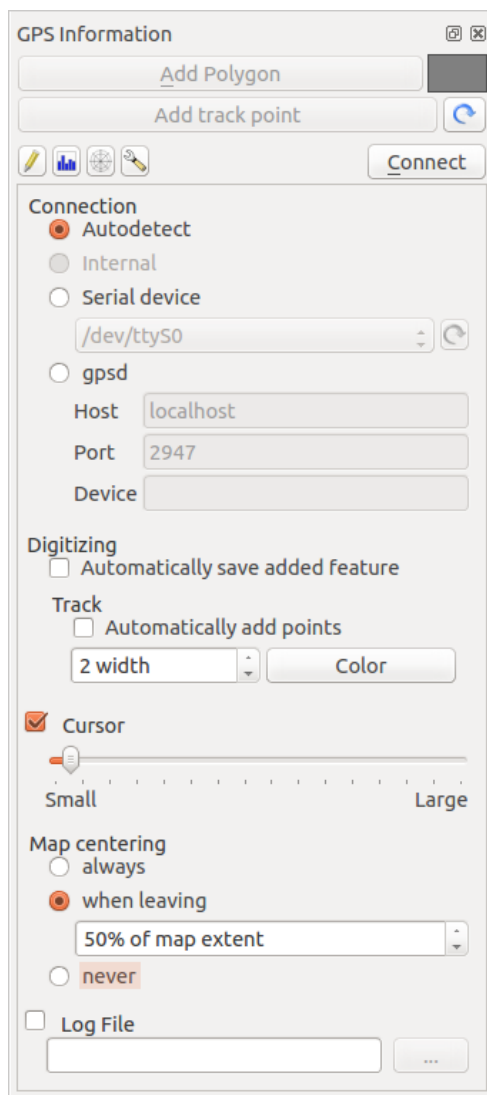 GPS Information
Add Polygon
Add track point
Connect
Connection
Autodetect
Internal
Serial device
/dev/ttyS0
gpsd
Host localhost
Port 2947
Device
Digitizing
Automatically save added feature
Track
Automatically add points
2 width Color
Cursor
Small Large
Map centering
always
when leaving
50% of map extent
never
Log File
...